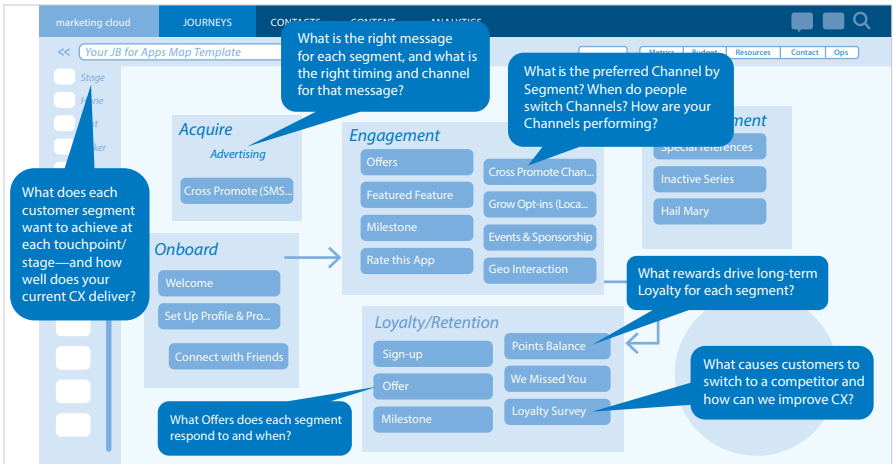 marketing cloud
JOURNEYS
CONTENT
ANALYTICS
<< Your JB for Apps Map Template
Metrics
Budget
Resources
Contact
Ops
Stage
What is the right message
for each segment, and what is
the right timing and channel
for that message?
What is the preferred Channel by
Segment? When do people
switch Channels? How are your
Channels performing?
What does each
customer segment
want to achieve at
each touchpoint/
stage—and how
well does your
current CX deliver?
Acquire
Advertising
Cross Promote (SMS...
Onboard
Welcome
Set Up Profile & Pro...
Connect with Friends
Engagement
Offers
Featured Feature
Milestone
Rate this App
Cross Promote Chan...
Grow Opt-ins (Loca...
Events & Sponsorship
Geo Interaction
Special references
Inactive Series
Hail Mary
What rewards drive long-term
Loyalty for each segment?
Loyalty/Retention
Sign-up
Offer
Milestone
Points Balance
We Missed You
Loyalty Survey
What Offers does each segment
respond to and when?
What causes customers to
switch to a competitor and
how can we improve CX?